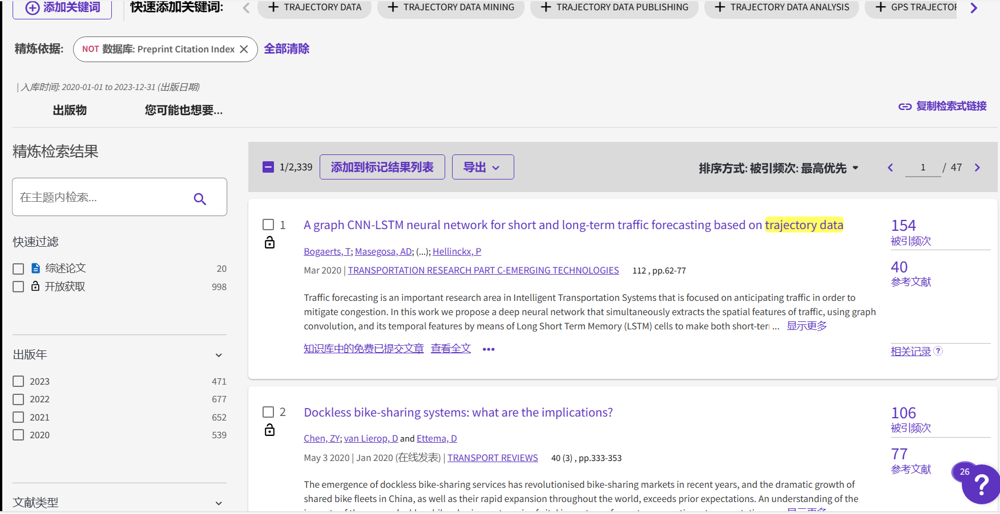 添加关键词 快速添加关键词: TRAJECTORY DATA TRAJECTORY DATA MINING TRAJECTORY DATA PUBLISHING TRAJECTORY DATA ANALYSIS GPS
精炼依据: NOT 数据库: Preprint Citation Index 全部清除
| 入库时间: 2020-01-01 to 2023-12-31 (出版日期)
出版物 您可能也想要...
复制检索式链接
精炼检索结果
1/2,339 添加到标记结果列表 导出 排序方式: 被引频次: 最高优先 1 / 47
在主题内检索...
快速过滤
综述论文 20
开放获取 998
出版年
2023 471
2022 677
2021 652
2020 539
文献类型
1 A graph CNN-LSTM neural network for short and long-term traffic forecasting based on trajectory data
Bogaerts, T; Masegosa, AD; (...); Hellinckx, P
Mar 2020 | TRANSPORTATION RESEARCH PART C-EMERGING TECHNOLOGIES 112 , pp.62-77
Traffic forecasting is an important research area in Intelligent Transportation Systems that is focused on anticipating traffic in order to
mitigate congestion. In this work we propose a deep neural network that simultaneously extracts the spatial features of traffic, using graph
convolution, and its temporal features by means of Long Short Term Memory (LSTM) cells to make both short-ter ... 显示更多
知识库中的免费已提交文章 查看全文
154
被引频次
40
参考文献
相关记录 ?
2 Dockless bike-sharing systems: what are the implications?
Chen, ZY; van Lierop, D and Ettema, D
May 3 2020 | Jan 2020 (在线发表) | TRANSPORT REVIEWS 40 (3) , pp.333-353
The emergence of dockless bike-sharing services has revolutionised bike-sharing markets in recent years, and the dramatic growth of
shared bike fleets in China, as well as their rapid expansion throughout the world, exceeds prior expectations. An understanding of the
106
被引频次
77
参考文献
26
?